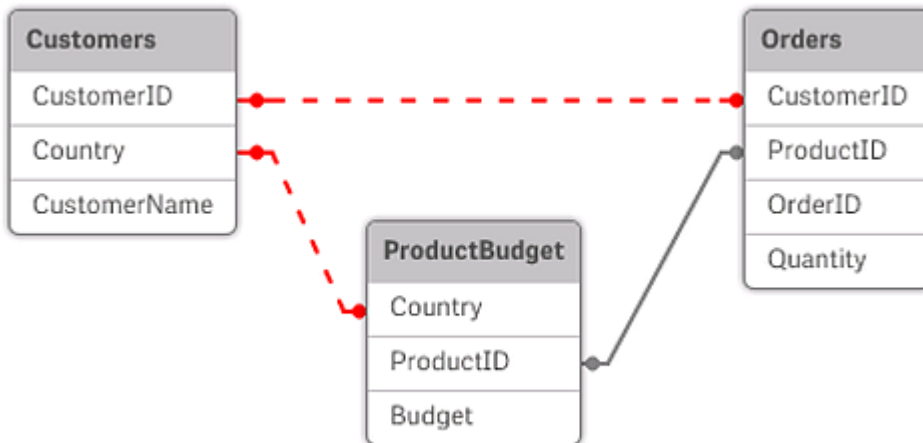 Customers
CustomerID
Country
CustomerName
ProductBudget
Country
ProductID
Budget
Orders
CustomerID
ProductID
OrderID
Quantity